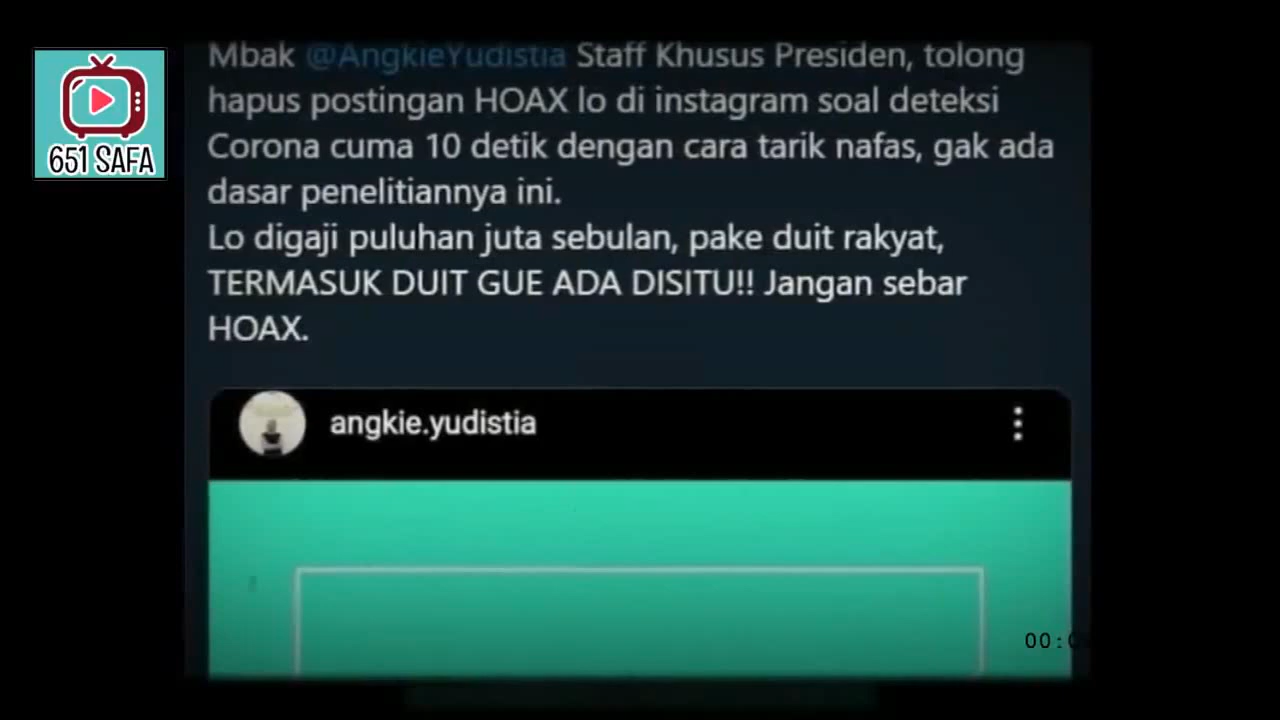 651 SAFA
Mbak @AngkieYudistia Staff Khusus Presiden, tolong
hapus postingan HOAX lo di instagram soal deteksi
Corona cuma 10 detik dengan cara tarik nafas, gak ada
dasar penelitiannya ini.
Lo digaji puluhan juta sebulan, pake duit rakyat,
TERMASUK DUIT GUE ADA DISITU!! Jangan sebar
HOAX.
angkie.yudistia